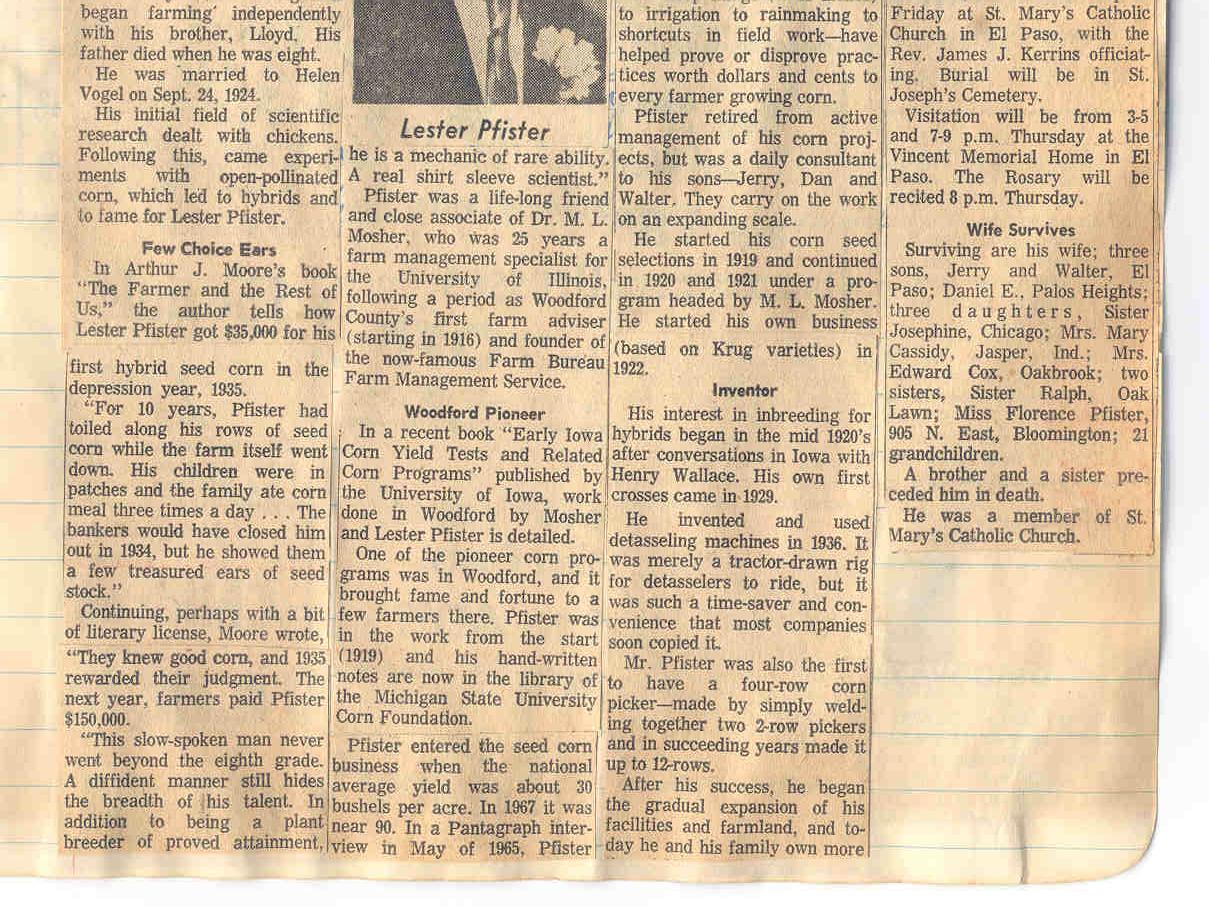 began farming independently
with his brother, Lloyd. His
father died when he was eight.
He was married to Helen
Vogel on Sept. 24, 1924.
His initial field of scientific
research dealt with chickens.
Following this, came experi-
ments with open-pollinated
corn, which led to hybrids and
to fame for Lester Pfister.
Few Choice Ears
In Arthur J. Moore's book
"The Farmer and the Rest of
Us," the author tells how
Lester Pfister got $35,000 for his
first hybrid seed corn in the
depression year, 1935.
"For 10 years, Pfister had
toiled along his rows of seed
corn while the farm itself went
down. His children were in
patches and the family ate corn
meal three times a day . . . The
bankers would have closed him
out in 1934, but he showed them
a few treasured ears of seed
stock."
Continuing, perhaps with a bit
of literary license, Moore wrote,
"They knew good corn, and 1935
rewarded their judgment. The
next year, farmers paid Pfister
$150,000.
"This slow-spoken man never
went beyond the eighth grade.
A diffident manner still hides
the breadth of his talent. In
addition to being a plant
breeder of proved attainment,
Lester Pfister
he is a mechanic of rare ability.
A real shirt sleeve scientist."
Pfister was a life-long friend
and close associate of Dr. M. L.
Mosher, who was 25 years a
farm management specialist for
the University of Illinois,
following a period as Woodford
County's first farm adviser
(starting in 1916) and founder of
the now-famous Farm Bureau
Farm Management Service.
Woodford Pioneer
In a recent book "Early Iowa
Corn Yield Tests and Related
Corn Programs" published by
the University of Iowa, work
done in Woodford by Mosher
and Lester Pfister is detailed.
One of the pioneer corn pro-
grams was in Woodford, and it
brought fame and fortune to a
few farmers there. Pfister was
in the work from the start
(1919) and his hand-written
notes are now in the library of
the Michigan State University
Corn Foundation.
Pfister entered the seed corn
business when the national
average yield was about 30
bushels per acre. In 1967 it was
near 90. In a Pantagraph inter-
view in May of 1965, Pfister
to irrigation to rainmaking to
shortcuts in field work—have
helped prove or disprove prac-
tices worth dollars and cents to
every farmer growing corn.
Pfister retired from active
management of his corn proj-
ects, but was a daily consultant
to his sons—Jerry, Dan and
Walter. They carry on the work
on an expanding scale.
He started his corn seed
selections in 1919 and continued
in 1920 and 1921 under a pro-
gram headed by M. L. Mosher.
He started his own business
(based on Krug varieties) in
1922.
Inventor
His interest in inbreeding for
hybrids began in the mid 1920's
after conversations in Iowa with
Henry Wallace. His own first
crosses came in 1929.
He invented and used
detasseling machines in 1936. It
was merely a tractor-drawn rig
for detasselers to ride, but it
was such a time-saver and con-
venience that most companies
soon copied it.
Mr. Pfister was also the first
to have a four-row corn
picker—made by simply weld-
ing together two 2-row pickers
and in succeeding years made it
up to 12-rows.
After his success, he began
the gradual expansion of his
facilities and farmland, and to-
day he and his family own more
Friday at St. Mary's Catholic
Church in El Paso, with the
Rev. James J. Kerrins officiat-
ing. Burial will be in St.
Joseph's Cemetery.
Visitation will be from 3-5
and 7-9 p.m. Thursday at the
Vincent Memorial Home in El
Paso. The Rosary will be
recited 8 p.m. Thursday.
Wife Survives
Surviving are his wife; three
sons, Jerry and Walter, El
Paso; Daniel E., Palos Heights;
three daughters, Sister
Josephine, Chicago; Mrs. Mary
Cassidy, Jasper, Ind.; Mrs.
Edward Cox, Oakbrook; two
sisters, Sister Ralph, Oak
Lawn; Miss Florence Pfister,
905 N. East, Bloomington; 21
grandchildren.
A brother and a sister pre-
ceded him in death.
He was a member of St.
Mary's Catholic Church.